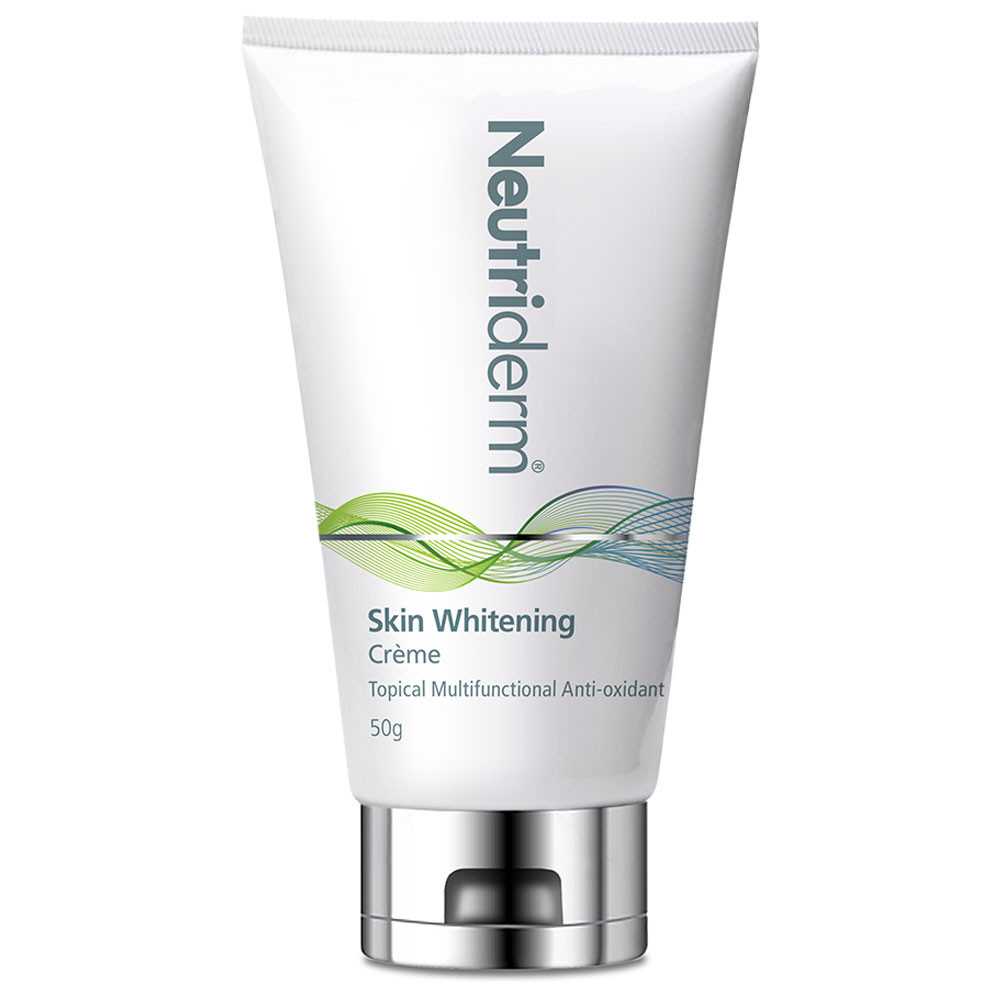 Neutriderm®
Skin Whitening
Crème
Topical Multifunctional Anti-oxidant
50g